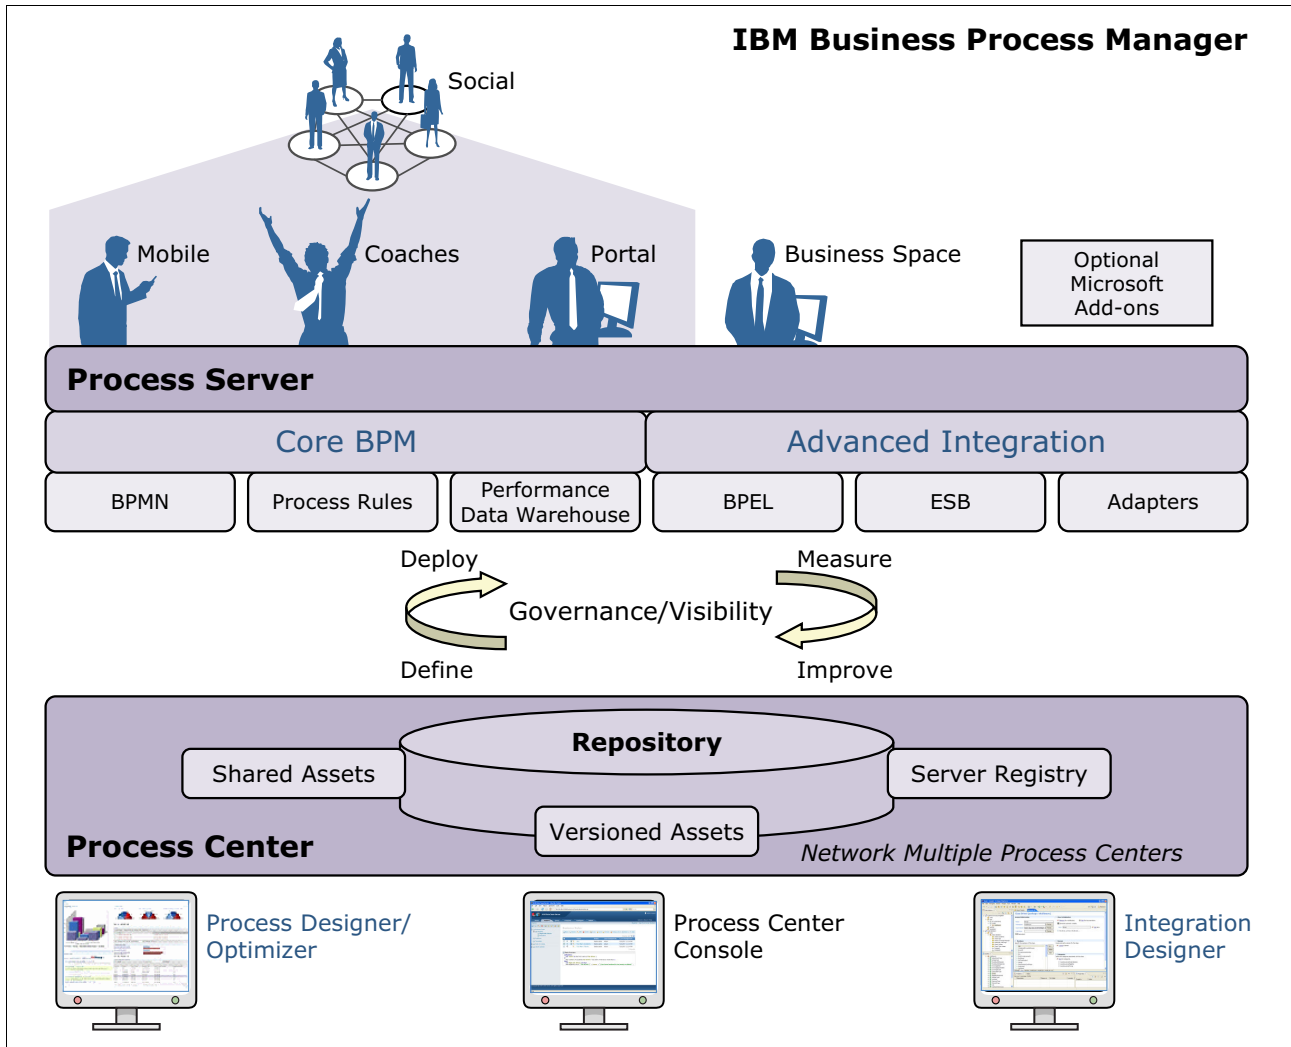 IBM Business Process Manager
Social
Mobile
Coaches
Portal
Business Space
Optional
Microsoft
Add-ons
Process Server
Core BPM
Advanced Integration
BPMN
Process Rules
Performance
Data Warehouse
BPEL
ESB
Adapters
Deploy
Measure
Governance/Visibility
Define
Improve
Repository
Shared Assets
Server Registry
Versioned Assets
Process Center
Network Multiple Process Centers
Process Designer/
Optimizer
Process Center
Console
Integration
Designer